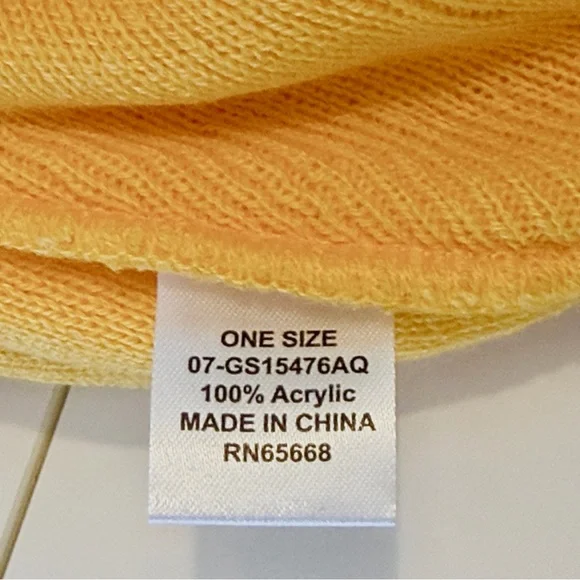 ONE SIZE
07-GS15476AQ
100% Acrylic
MADE IN CHINA
RN65668